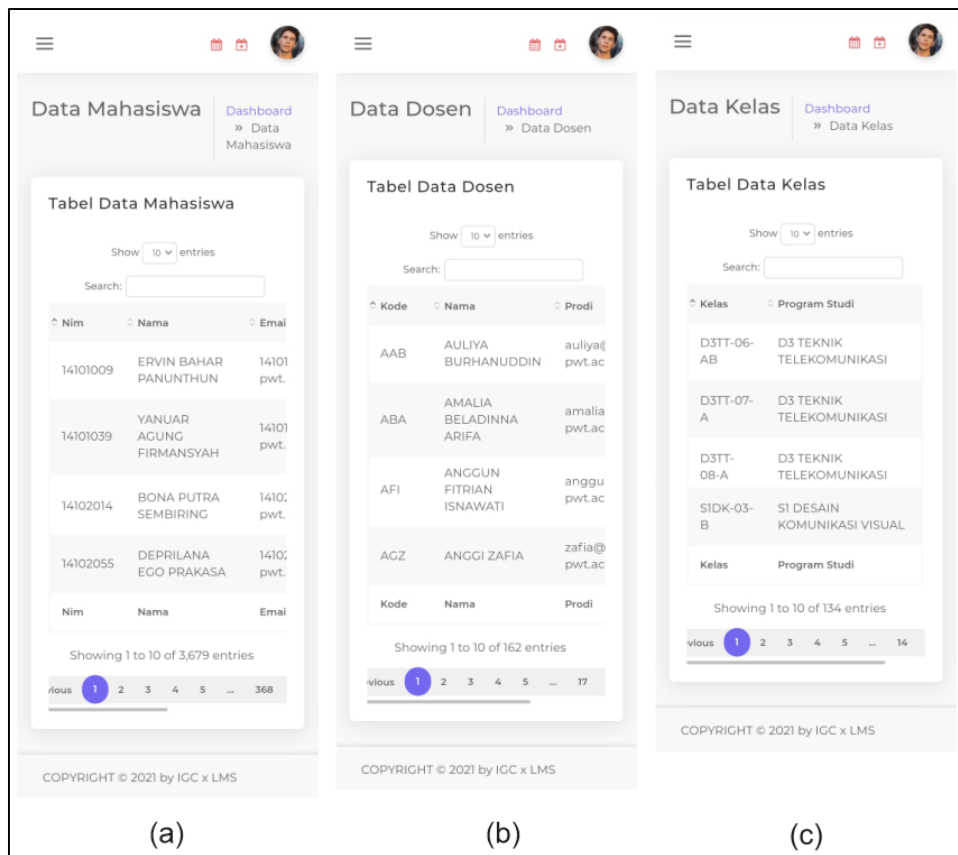 Data Mahasiswa
Dashboard
» Data
Mahasiswa
Tabel Data Mahasiswa
Show 10 entries
Search:
Nim Nama Emai
14101009 ERVIN BAHAR 14101
PANUNTHUN pwt.
14101039 YANUAR 14101
AGUNG pwt.
FIRMANSYAH
14102014 BONA PUTRA 14102
SEMBIRING pwt.
14102055 DEPRILANA 14102
EGO PRAKASA pwt.
Nim Nama Emai
Showing 1 to 10 of 3,679 entries
vious 1 2 3 4 5 ... 368
COPYRIGHT © 2021 by IGC x LMS
(a)
Data Dosen
Dashboard
» Data Dosen
Tabel Data Dosen
Show 10 entries
Search:
Kode Nama Prodi
AAB AULIYA auliya@
BURHANUDDIN pwt.ac
ABA AMALIA amalia
BELADINNA pwt.ac
ARIFA
AFI ANGGUN anggu
FITRIAN pwt.ac
ISNAWATI
AGZ ANGGI ZAFIA zafia@
pwt.ac
Kode Nama Prodi
Showing 1 to 10 of 162 entries
vious 1 2 3 4 5 ... 17
COPYRIGHT © 2021 by IGC x LMS
(b)
Data Kelas
Dashboard
» Data Kelas
Tabel Data Kelas
Show 10 entries
Search:
Kelas Program Studi
D3TT-06- D3 TEKNIK
AB TELEKOMUNIKASI
D3TT-07- D3 TEKNIK
A TELEKOMUNIKASI
D3TT- D3 TEKNIK
08-A TELEKOMUNIKASI
S1DK-03- S1 DESAIN
B KOMUNIKASI VISUAL
Kelas Program Studi
Showing 1 to 10 of 134 entries
vious 1 2 3 4 5 ... 14
COPYRIGHT © 2021 by IGC x LMS
(c)